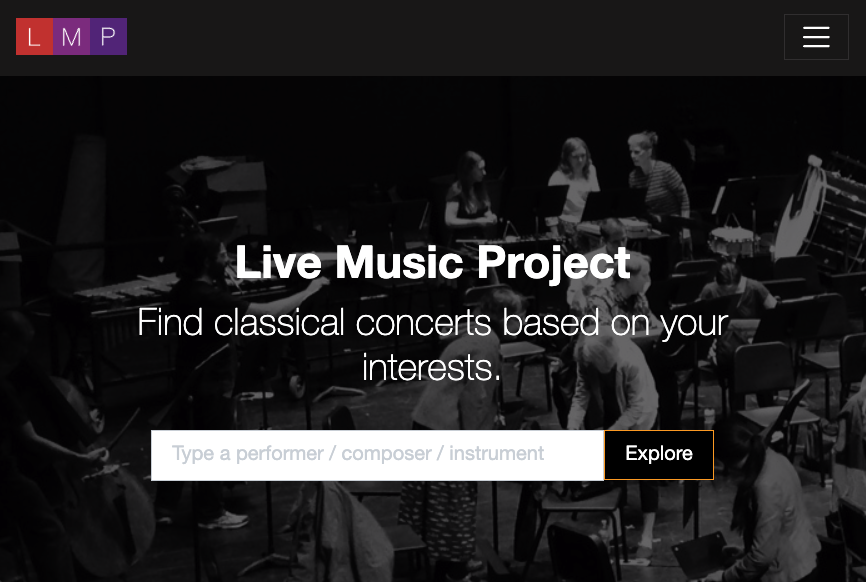 L M P
Live Music Project
Find classical concerts based on your
interests.
Type a performer / composer / instrument
Explore